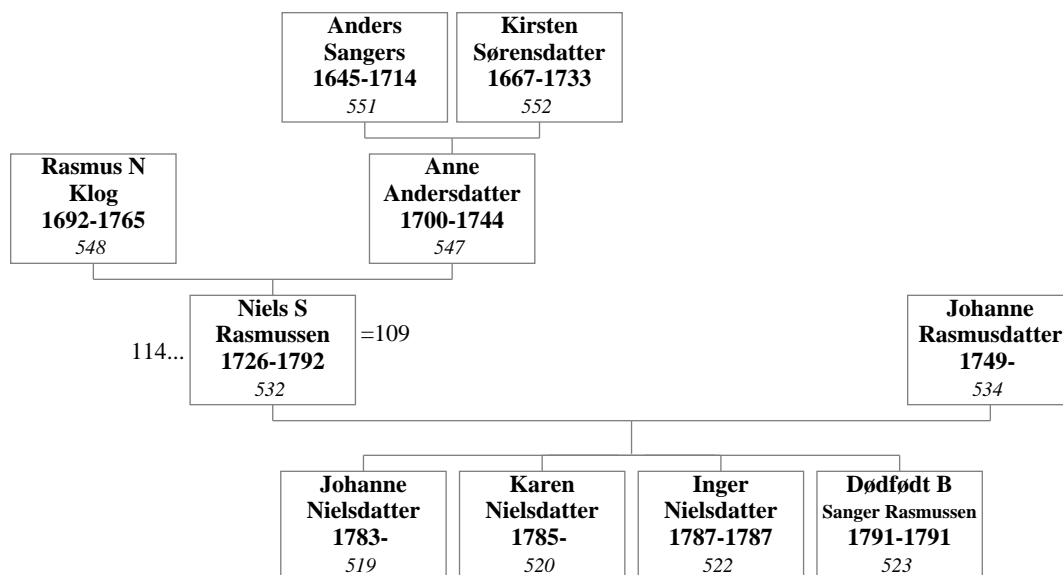 Anders
Sangers
1645-1714
551
Kirsten
Sørensdatter
1667-1733
552
Rasmus N
Klog
1692-1765
548
Anne
Andersdatter
1700-1744
547
114...
Niels S
Rasmussen
1726-1792
532
=109
Johanne
Rasmusdatter
1749-
534
Johanne
Nielsdatter
1783-
519
Karen
Nielsdatter
1785-
520
Inger
Nielsdatter
1787-1787
522
Dødfødt B
Sanger Rasmussen
1791-1791
523